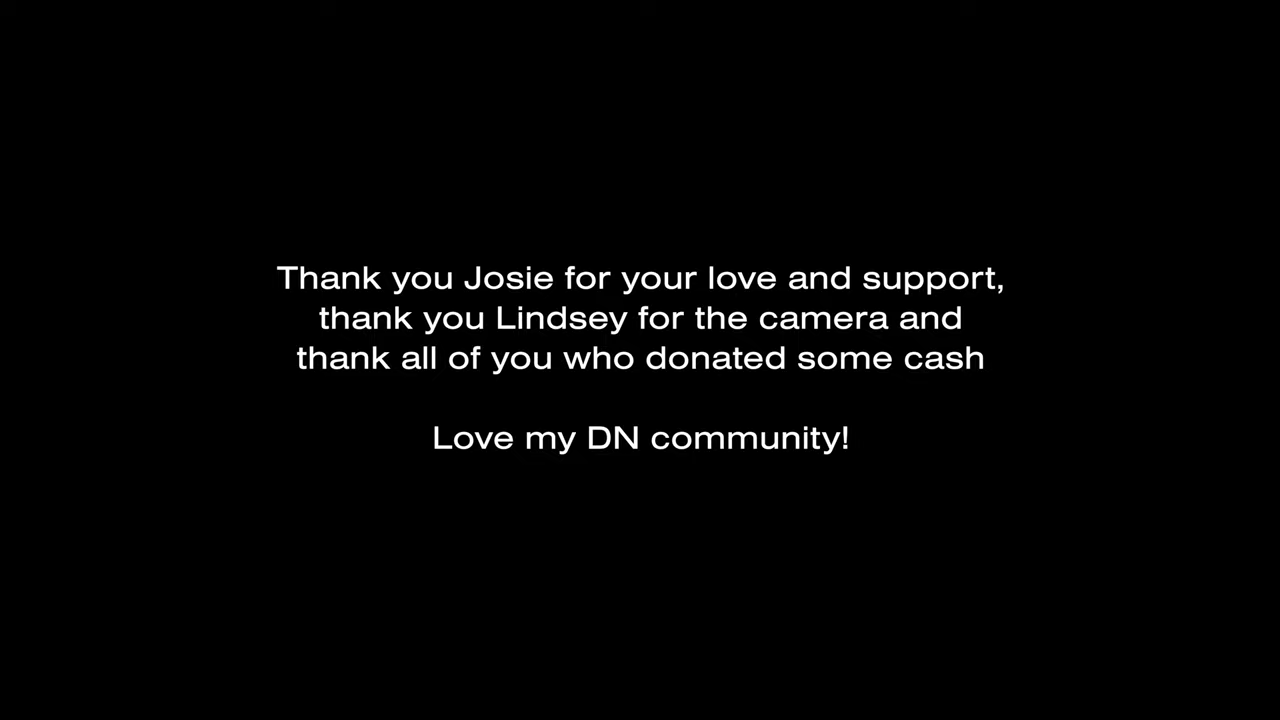 Thank you Josie for your love and support,
thank you Lindsey for the camera and
thank all of you who donated some cash
Love my DN community!